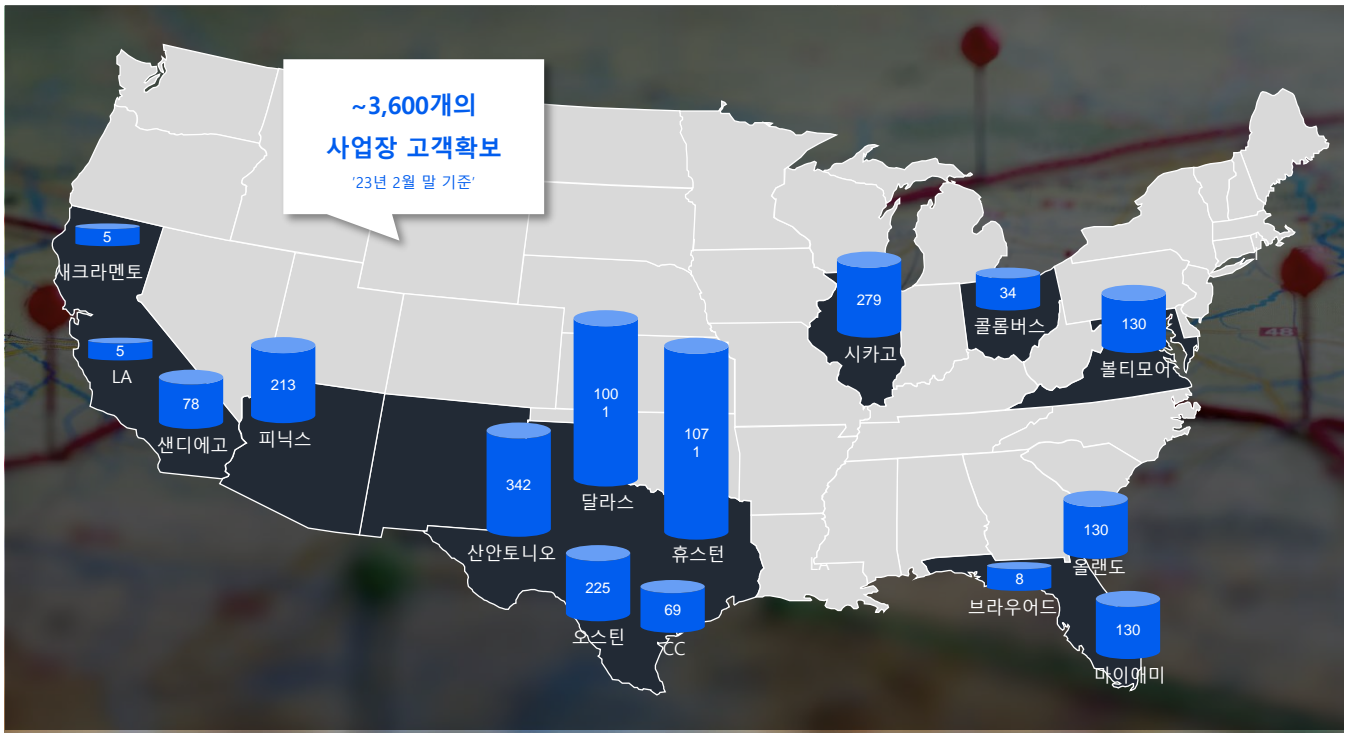 ~3,600개의
사업장 고객확보
'23년 2월 말 기준'
5
새크라멘토
5
LA
78
샌디에고
213
피닉스
342
산안토니오
100
1
달라스
107
1
휴스턴
225
오스틴
69
CC
279
시카고
34
콜롬버스
130
볼티모어
130
올랜도
8
브라우어드
130
마이애미
48